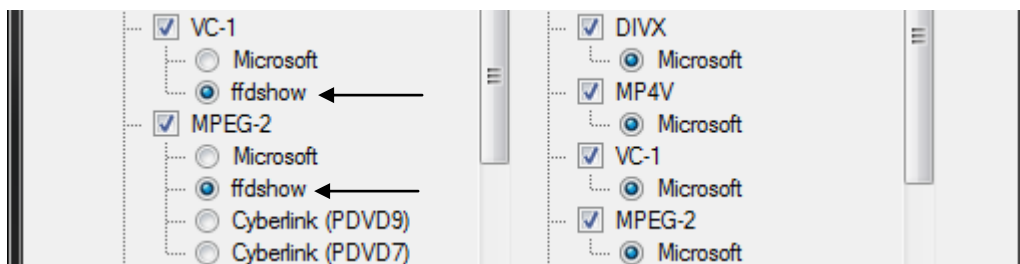 VC-1
Microsoft
ffdshow
MPEG-2
Microsoft
ffdshow
Cyberlink (PDVD9)
Cyberlink (PDVD7)
DIVX
Microsoft
MP4V
Microsoft
VC-1
Microsoft
MPEG-2
Microsoft